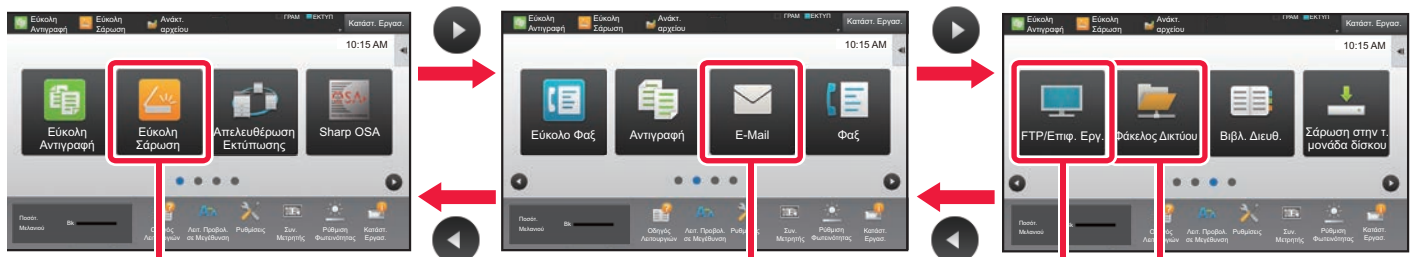 Εύκολη Αντιγραφή
Εύκολη Σάρωση
Ανάκτ. αρχείου
ΓΡΑΜ ΕΚΤΥΠ
Κατάστ. Εργασ.
10:15 AM
Εύκολη Αντιγραφή
Εύκολη Σάρωση
Απελευθέρωση Εκτύπωσης
Sharp OSA
Ποσότ. Μελανιού
Bk
Λειτ. Προβολ. σε Μεγέθυνση
Ρυθμίσεις
Συν. Μετρητής
Ρύθμιση Φωτεινότητας
Κατάστ. Εργασ.
Εύκολη Αντιγραφή
Εύκολη Σάρωση
Ανάκτ. αρχείου
ΓΡΑΜ ΕΚΤΥΠ
Κατάστ. Εργασ.
10:15 AM
Εύκολο Φαξ
Αντιγραφή
E-Mail
Φαξ
Ποσότ. Μελανιού
Bk
Οδηγός Λειτουργιών
Λειτ. Προβολ. σε Μεγέθυνση
Συν. Μετρητής
Ρύθμιση Φωτεινότητας
Κατάστ. Εργασ.
Εύκολη Αντιγραφή
Εύκολη Σάρωση
Ανάκτ. αρχείου
ΓΡΑΜ ΕΚΤΥΠ
Κατάστ. Εργασ.
10:15 AM
FTP/Επιφ. Εργ.
Φάκελος Δικτύου
Βιβλ. Διευθ.
Σάρωση στην τ. μονάδα δίσκου
Ποσότ. Μελανιού
Bk
Λειτ. Προβολ. σε Μεγέθυνση
Ρυθμίσεις
Συν. Μετρητής
Ρύθμιση Φωτεινότητας
Κατάστ. Εργασ.